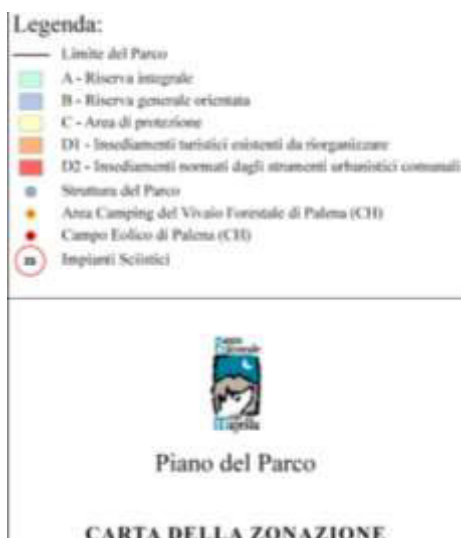 Legenda:
Limite del Parco
A - Riserva integrale
B - Riserva generale orientata
C - Area di protezione
D1 - Insediamenti turistici esistenti da riorganizzare
D2 - Insediamenti normati dagli strumenti urbanistici comunali
Struttura del Parco
Area Camping del Vivaio Forestale di Palena (CH)
Campo Eolico di Palena (CH)
Impianti Sciistici
Piano del Parco
CARTA DELLA ZONAZIONE